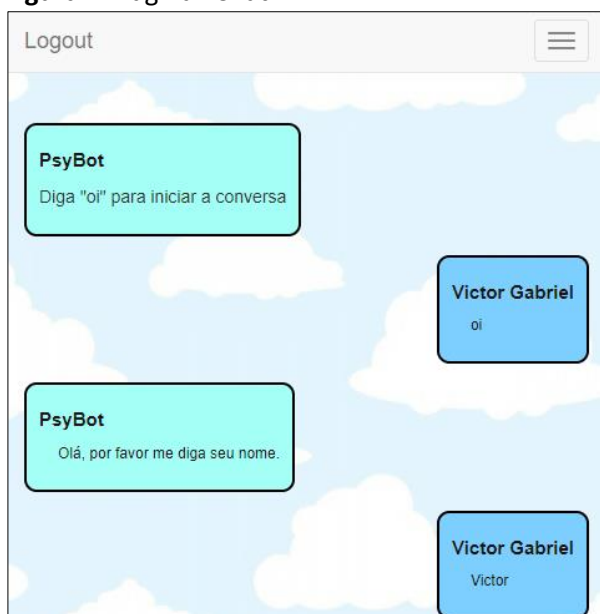 Logout
PsyBot
Diga "oi" para iniciar a conversa
Victor Gabriel
oi
PsyBot
Olá, por favor me diga seu nome.
Victor Gabriel
Victor